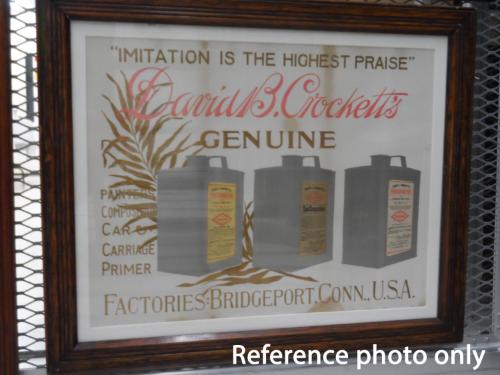 "IMITATION IS THE HIGHEST PRAISE"
David B. Crockett's
GENUINE
PAINTERS
COMPOSITION
CAR &
CARRIAGE
PRIMER
FACTORIES: BRIDGEPORT, CONN., U.S.A.
Reference photo only